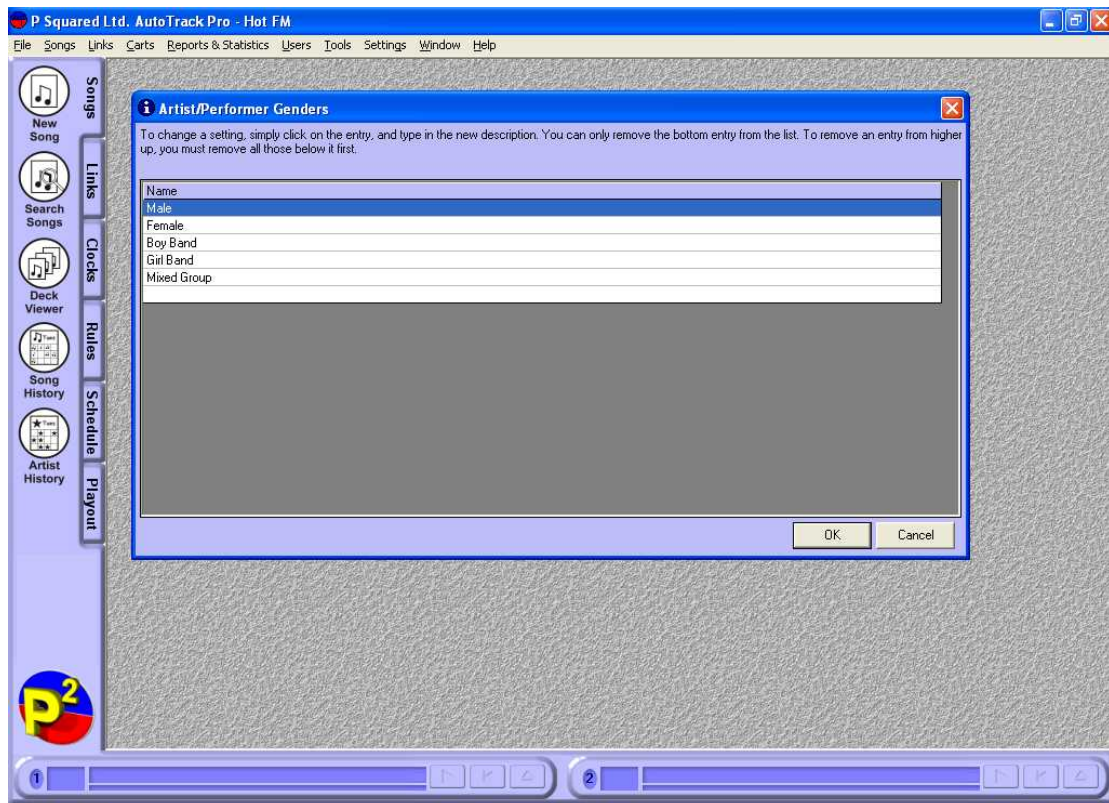 P Squared Ltd. AutoTrack Pro - Hot FM
File Songs Links Carts Reports & Statistics Users Tools Settings Window Help
New
Song
Search
Songs
Deck
Viewer
Song
History
Artist
History
Songs
Links
Clocks
Rules
Schedule
Playout
Artist/Performer Genders
To change a setting, simply click on the entry, and type in the new description. You can only remove the bottom entry from the list. To remove an entry from higher
up, you must remove all those below it first.
Name
Male
Female
Boy Band
Girl Band
Mixed Group
OK Cancel
P2
1 2